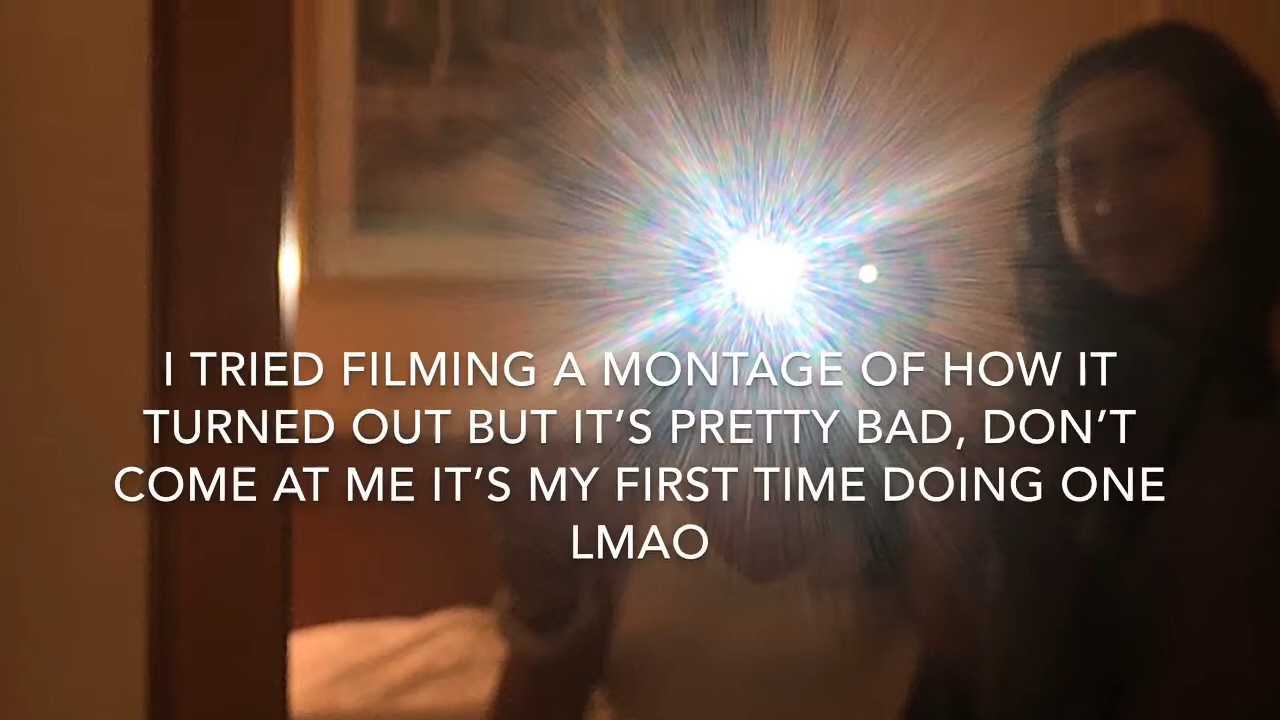 I TRIED FILMING A MONTAGE OF HOW IT
TURNED OUT BUT IT’S PRETTY BAD, DON’T
COME AT ME IT’S MY FIRST TIME DOING ONE
LMAO